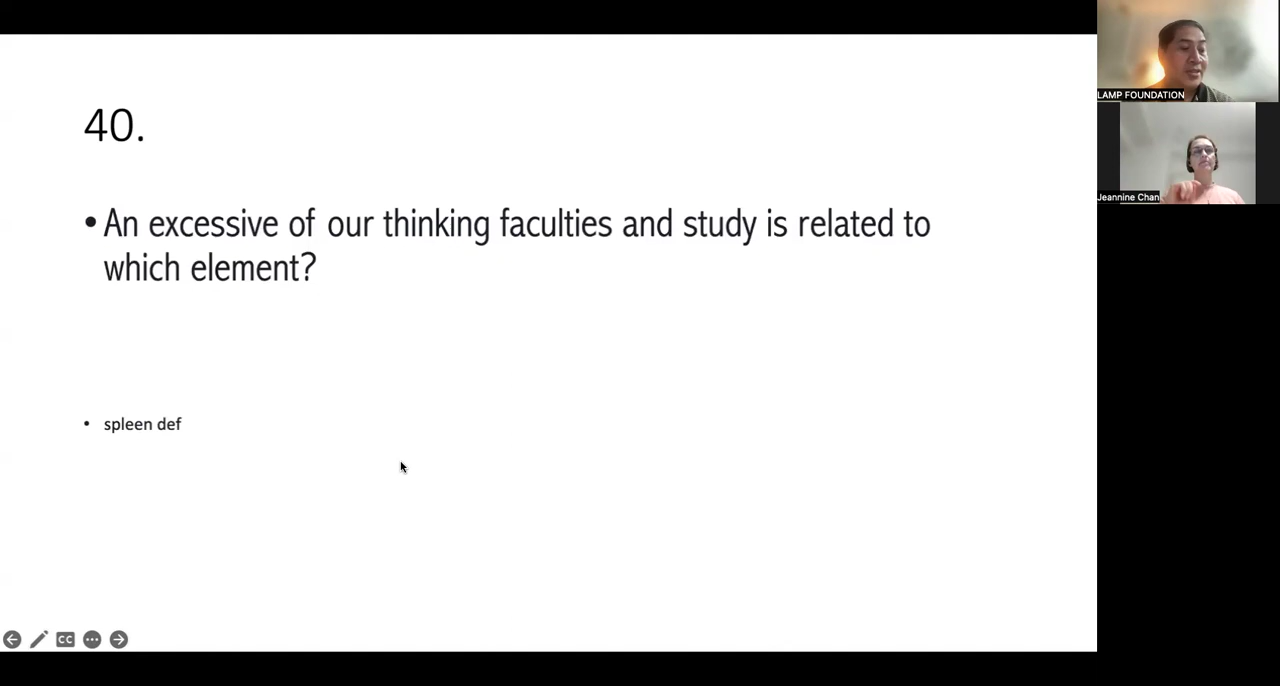 40.
• An excessive of our thinking faculties and study is related to
which element?
• spleen def
LAMP FOUNDATION
Jeannine Chan
CC